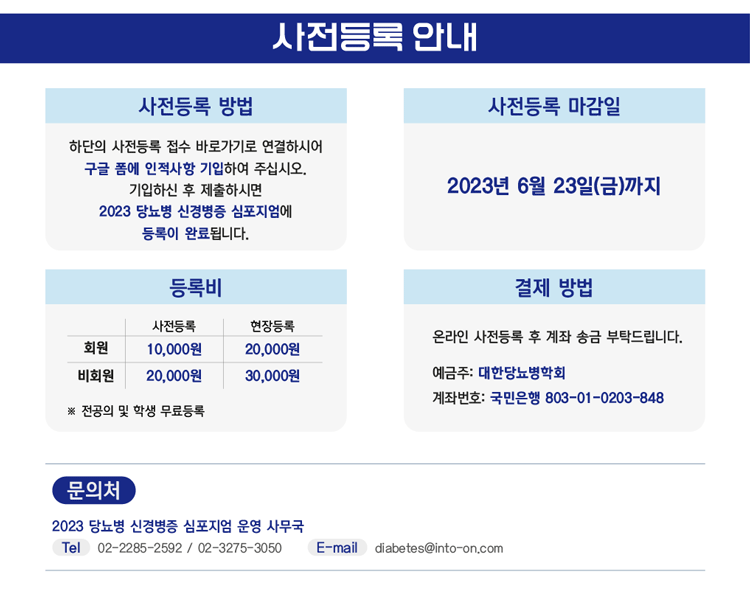 사전등록 안내
사전등록 방법
하단의 사전등록 접수 바로가기로 연결하시어
구글 폼에 인적사항 기입하여 주십시오.
기입하신 후 제출하시면
2023 당뇨병 신경병증 심포지엄에
등록이 완료됩니다.
사전등록 마감일
2023년 6월 23일(금)까지
등록비
사전등록 현장등록
회원 10,000원 20,000원
비회원 20,000원 30,000원
※ 전공의 및 학생 무료등록
결제 방법
온라인 사전등록 후 계좌 송금 부탁드립니다.
예금주: 대한당뇨병학회
계좌번호: 국민은행 803-01-0203-848
문의처
2023 당뇨병 신경병증 심포지엄 운영 사무국
Tel 02-2285-2592 / 02-3275-3050 E-mail diabetes@into-on.com